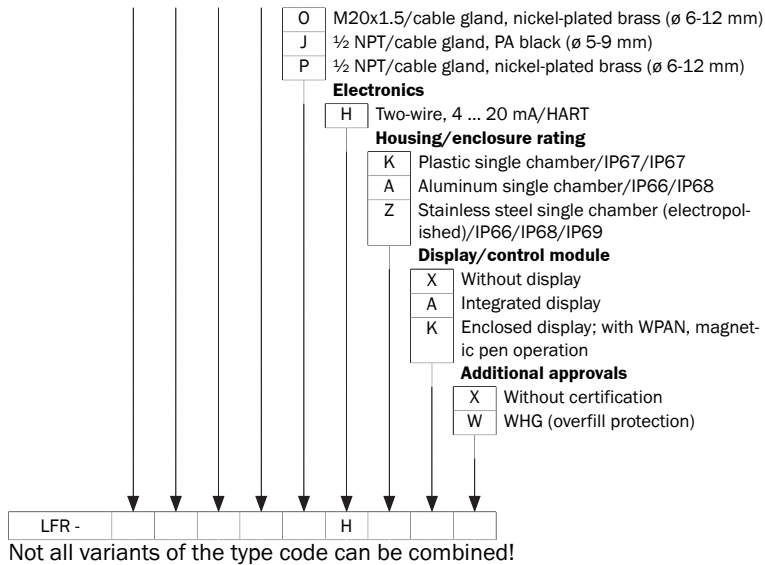 O M20x1.5/cable gland, nickel-plated brass (ø 6-12 mm)
J ½ NPT/cable gland, PA black (ø 5-9 mm)
P ½ NPT/cable gland, nickel-plated brass (ø 6-12 mm)
Electronics
H Two-wire, 4 ... 20 mA/HART
Housing/enclosure rating
K Plastic single chamber/IP67/IP67
A Aluminum single chamber/IP66/IP68
Z Stainless steel single chamber (electropol-
ished)/IP66/IP68/IP69
Display/control module
X Without display
A Integrated display
K Enclosed display; with WPAN, magnet-
ic pen operation
Additional approvals
X Without certification
W WHG (overfill protection)
LFR - H
Not all variants of the type code can be combined!